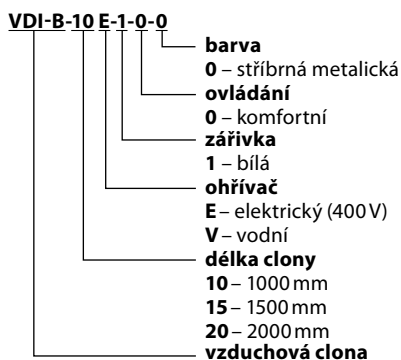 VDI-B-10 E-1-0-0
barva
0 – stříbrná metalická
ovládání
0 – komfortní
zářivka
1 – bílá
ohřívač
E – elektrický (400 V)
V – vodní
délka clony
10 – 1000 mm
15 – 1500 mm
20 – 2000 mm
vzduchová clona